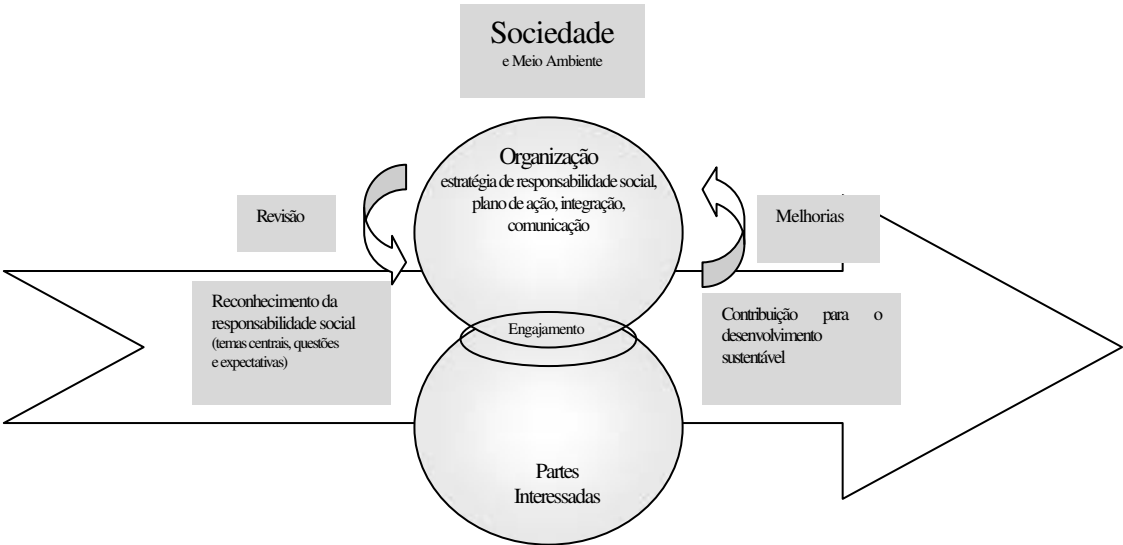 Sociedade
e Meio Ambiente
Organização
estratégia de responsabilidade social,
plano de ação, integração,
comunicação
Revisão
Melhorias
Reconhecimento da
responsabilidade social
(temas centrais, questões
e expectativas)
Engajamento
Contribuição para o
desenvolvimento
sustentável
Partes
Interessadas